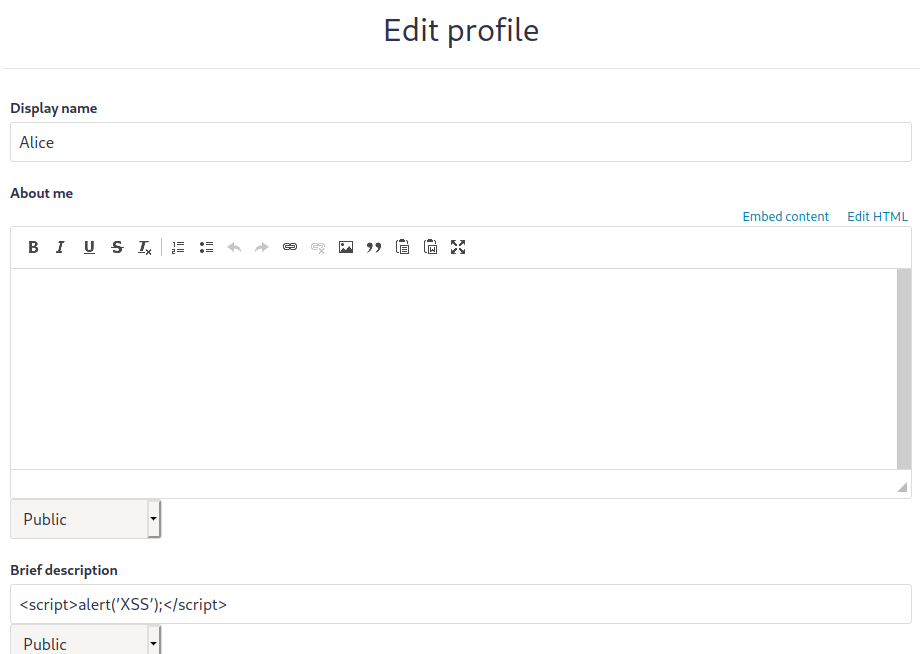 Edit profile
Display name
Alice
About me
Embed content Edit HTML
B I U S Tx
Public
Brief description
<script>alert('XSS');</script>
Public